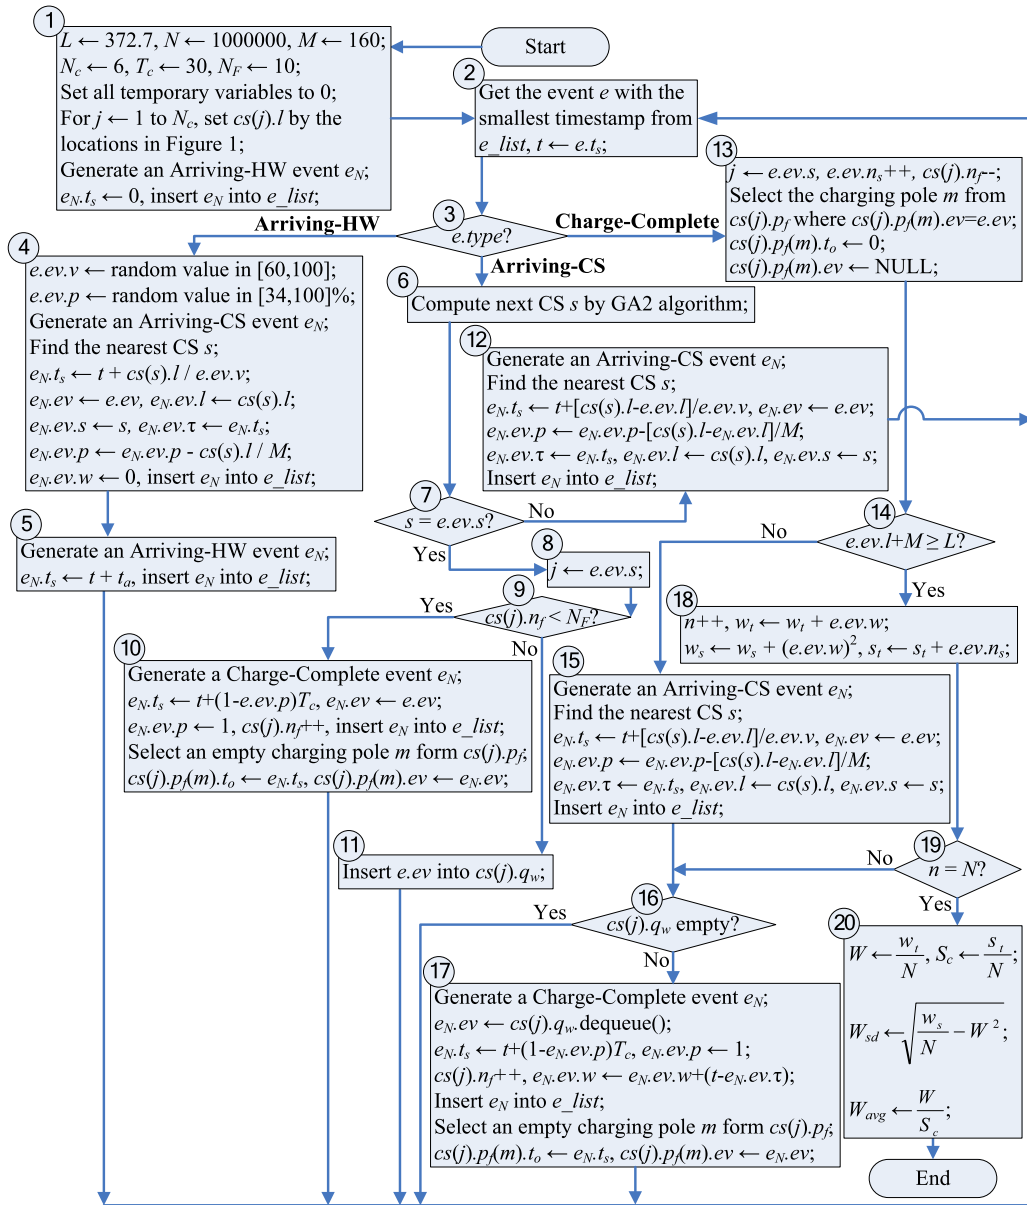 Start
1
L ← 372.7, N ← 1000000, M ← 160;
N_c ← 6, T_c ← 30, N_F ← 10;
Set all temporary variables to 0;
For j ← 1 to N_c, set cs(j).l by the
locations in Figure 1;
Generate an Arriving-HW event e_N;
e_N.t_s ← 0, insert e_N into e_list;
2
Get the event e with the
smallest timestamp from
e_list, t ← e.t_s;
3
e.type?
Arriving-HW
Charge-Complete
Arriving-CS
4
e.ev.v ← random value in [60,100];
e.ev.p ← random value in [34,100]%;
Generate an Arriving-CS event e_N;
Find the nearest CS s;
e_N.t_s ← t + cs(s).l / e.ev.v;
e_N.ev ← e.ev, e_N.ev.l ← cs(s).l;
e_N.ev.s ← s, e_N.ev.τ ← e_N.t_s;
e_N.ev.p ← e_N.ev.p - cs(s).l / M;
e_N.ev.w ← 0, insert e_N into e_list;
5
Generate an Arriving-HW event e_N;
e_N.t_s ← t + t_a, insert e_N into e_list;
6
Compute next CS s by GA2 algorithm;
7
s = e.ev.s?
No
Yes
8
j ← e.ev.s;
9
cs(j).n_f < N_F?
Yes
No
10
Generate a Charge-Complete event e_N;
e_N.t_s ← t+(1-e.ev.p)T_c, e_N.ev ← e.ev;
e_N.ev.p ← 1, cs(j).n_f++, insert e_N into e_list;
Select an empty charging pole m form cs(j).p_f;
cs(j).p_f(m).t_o ← e_N.t_s, cs(j).p_f(m).ev ← e_N.ev;
11
Insert e.ev into cs(j).q_w;
12
Generate an Arriving-CS event e_N;
Find the nearest CS s;
e_N.t_s ← t+[cs(s).l-e.ev.l]/e.ev.v, e_N.ev ← e.ev;
e_N.ev.p ← e_N.ev.p-[cs(s).l-e_N.ev.l]/M;
e_N.ev.τ ← e_N.t_s, e_N.ev.l ← cs(s).l, e_N.ev.s ← s;
Insert e_N into e_list;
13
j ← e.ev.s, e.ev.n_s++, cs(j).n_f--;
Select the charging pole m from
cs(j).p_f where cs(j).p_f(m).ev=e.ev;
cs(j).p_f(m).t_o ← 0;
cs(j).p_f(m).ev ← NULL;
14
e.ev.l+M ≥ L?
No
Yes
15
Generate an Arriving-CS event e_N;
Find the nearest CS s;
e_N.t_s ← t+[cs(s).l-e.ev.l]/e.ev.v, e_N.ev ← e.ev;
e_N.ev.p ← e_N.ev.p-[cs(s).l-e_N.ev.l]/M;
e_N.ev.τ ← e_N.t_s, e_N.ev.l ← cs(s).l, e_N.ev.s ← s;
Insert e_N into e_list;
16
cs(j).q_w empty?
Yes
No
17
Generate a Charge-Complete event e_N;
e_N.ev ← cs(j).q_w.dequeue();
e_N.t_s ← t+(1-e_N.ev.p)T_c, e_N.ev.p ← 1;
cs(j).n_f++, e_N.ev.w ← e_N.ev.w+(t-e_N.ev.τ);
Insert e_N into e_list;
Select an empty charging pole m form cs(j).p_f;
cs(j).p_f(m).t_o ← e_N.t_s, cs(j).p_f(m).ev ← e_N.ev;
18
n++, w_t ← w_t + e.ev.w;
w_s ← w_s + (e.ev.w)², s_t ← s_t + e.ev.n_s;
19
n = N?
No
Yes
20
W ← w_t/N, S_c ← s_t/N;
W_sd ← √(w_s/N − W²);
W_avg ← W/S_c;
End